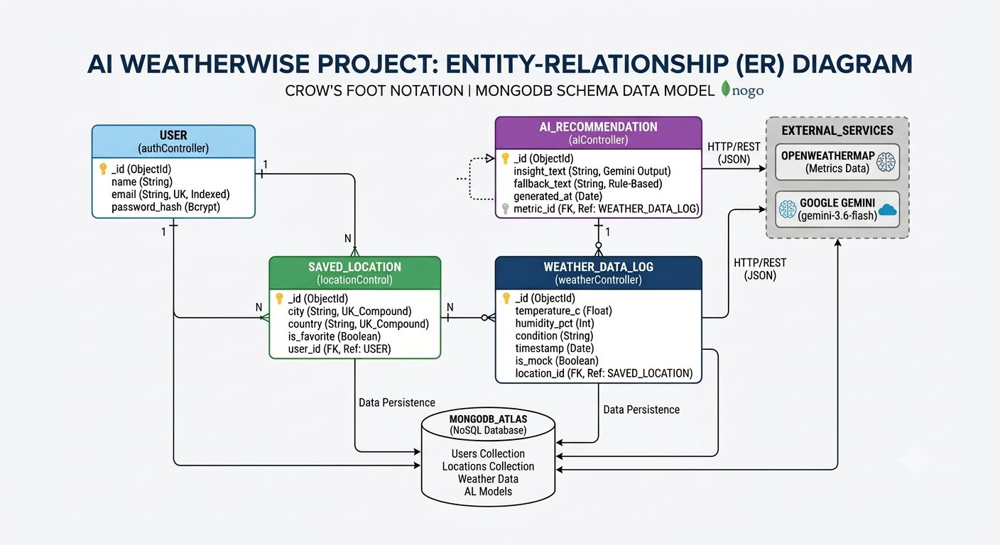 AI WEATHERWISE PROJECT: ENTITY-RELATIONSHIP (ER) DIAGRAM
CROW'S FOOT NOTATION | MONGODB SCHEMA DATA MODEL nogo
USER
(authController)
_id (ObjectId)
name (String)
email (String, UK, Indexed)
password_hash (Bcrypt)
1
1
N
N
AI_RECOMMENDATION
(aIController)
_id (ObjectId)
insight_text (String, Gemini Output)
fallback_text (String, Rule-Based)
generated_at (Date)
metric_id (FK, Ref: WEATHER_DATA_LOG)
1
HTTP/REST
(JSON)
EXTERNAL_SERVICES
OPENWEATHERMAP
(Metrics Data)
GOOGLE GEMINI
(gemini-3.6-flash)
HTTP/REST
(JSON)
SAVED_LOCATION
(locationControl)
_id (ObjectId)
city (String, UK_Compound)
country (String, UK_Compound)
is_favorite (Boolean)
user_id (FK, Ref: USER)
N
WEATHER_DATA_LOG
(weatherController)
_id (ObjectId)
temperature_c (Float)
humidity_pct (Int)
condition (String)
timestamp (Date)
is_mock (Boolean)
location_id (FK, Ref: SAVED_LOCATION)
Data Persistence
Data Persistence
MONGODB_ATLAS
(NoSQL Database)
Users Collection
Locations Collection
Weather Data
AL Models